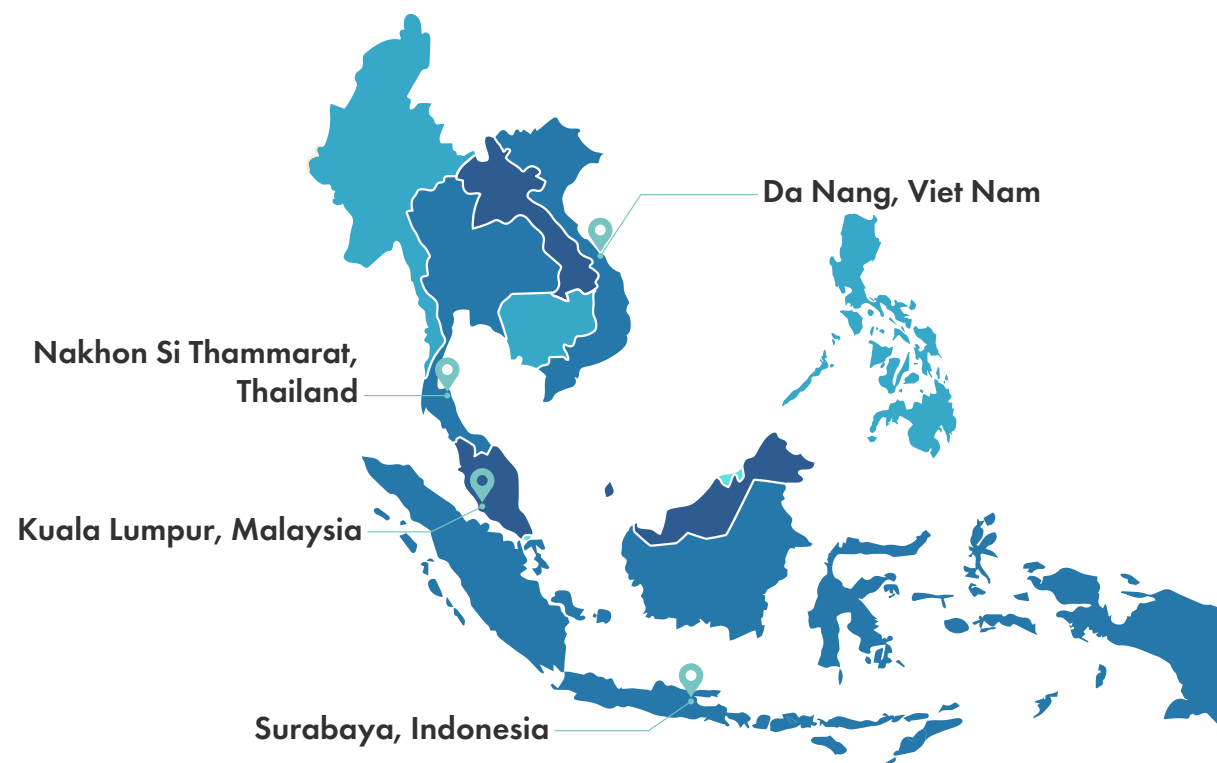 Da Nang, Viet Nam
Nakhon Si Thammarat,
Thailand
Kuala Lumpur, Malaysia
Surabaya, Indonesia